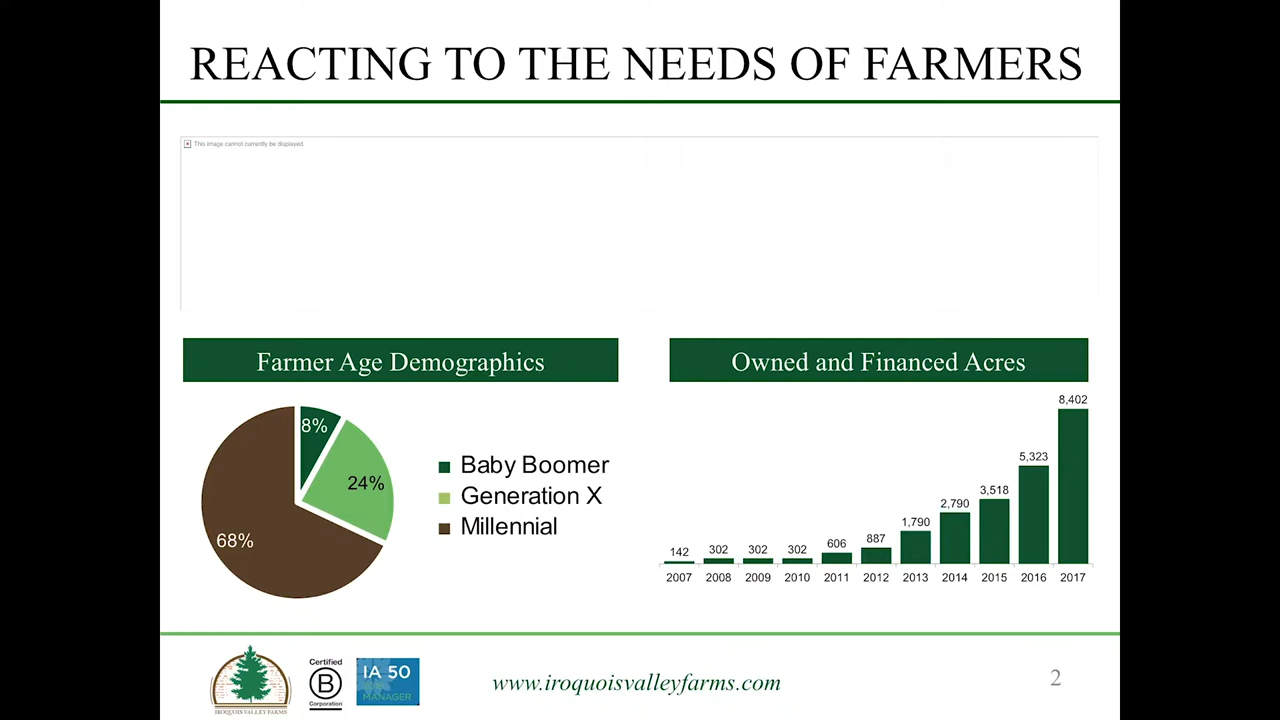 REACTING TO THE NEEDS OF FARMERS
This image cannot currently be displayed.
Farmer Age Demographics
8%
24%
68%
Baby Boomer
Generation X
Millennial
Owned and Financed Acres
142 302 302 302 606 887 1,790 2,790 3,518 5,323 8,402
2007 2008 2009 2010 2011 2012 2013 2014 2015 2016 2017
IROQUOIS VALLEY FARMS
Certified
B
Corporation
IA 50
MANAGER
www.iroquoisvalleyfarms.com
2